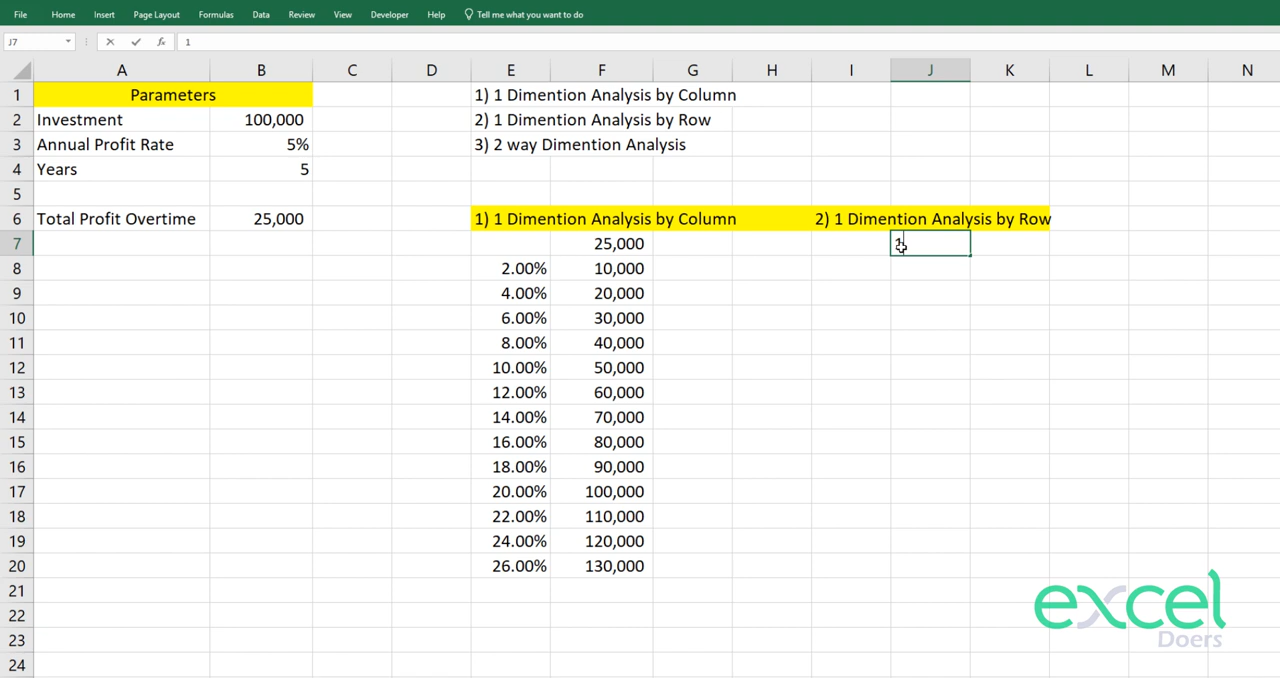 File Home Insert Page Layout Formulas Data Review View Developer Help Tell me what you want to do
J7 fx 1
A B C D E F G H I J K L M N
1 Parameters 1) 1 Dimention Analysis by Column
2 Investment 100,000 2) 1 Dimention Analysis by Row
3 Annual Profit Rate 5% 3) 2 way Dimention Analysis
4 Years 5
5
6 Total Profit Overtime 25,000 1) 1 Dimention Analysis by Column 2) 1 Dimention Analysis by Row
7 25,000 1
8 2.00% 10,000
9 4.00% 20,000
10 6.00% 30,000
11 8.00% 40,000
12 10.00% 50,000
13 12.00% 60,000
14 14.00% 70,000
15 16.00% 80,000
16 18.00% 90,000
17 20.00% 100,000
18 22.00% 110,000
19 24.00% 120,000
20 26.00% 130,000
21
22
23
24
excel
Doers